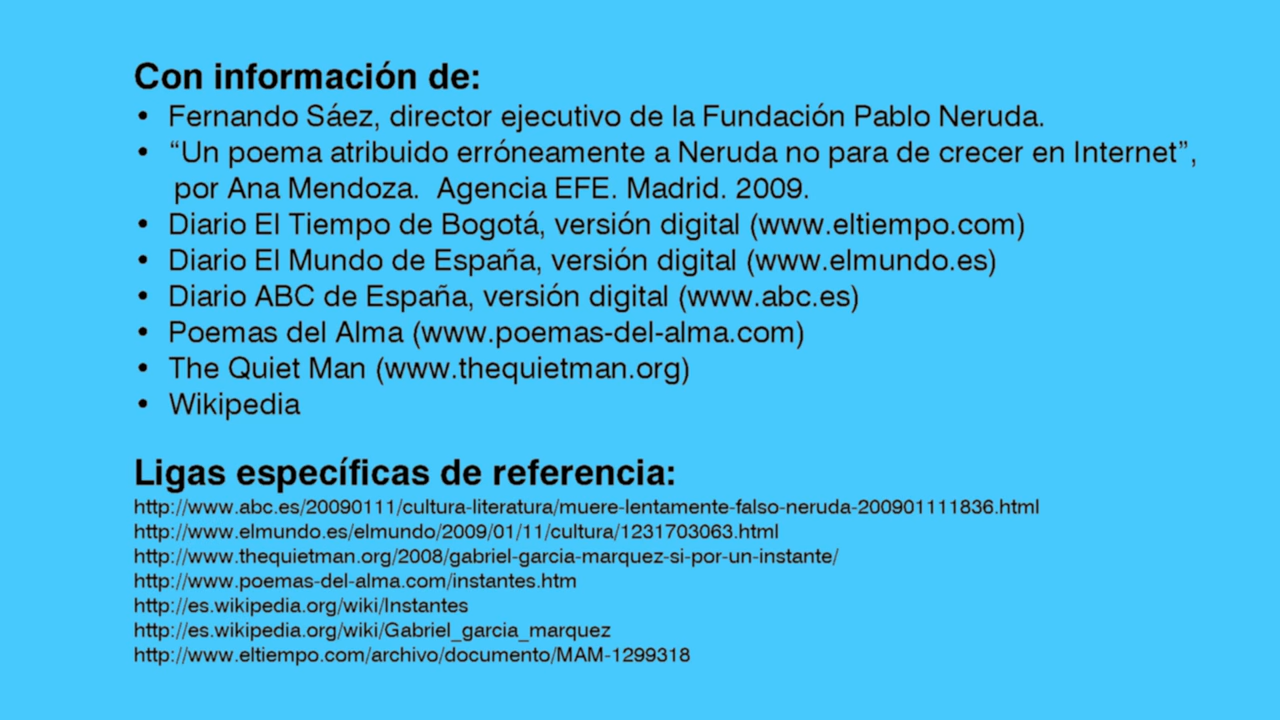 Con información de:
• Fernando Sáez, director ejecutivo de la Fundación Pablo Neruda.
• “Un poema atribuido erróneamente a Neruda no para de crecer en Internet”,
por Ana Mendoza.  Agencia EFE. Madrid. 2009.
• Diario El Tiempo de Bogotá, versión digital (www.eltiempo.com)
• Diario El Mundo de España, versión digital (www.elmundo.es)
• Diario ABC de España, versión digital (www.abc.es)
• Poemas del Alma (www.poemas-del-alma.com)
• The Quiet Man (www.thequietman.org)
• Wikipedia
Ligas específicas de referencia:
http://www.abc.es/20090111/cultura-literatura/muere-lentamente-falso-neruda-200901111836.html
http://www.elmundo.es/elmundo/2009/01/11/cultura/1231703063.html
http://www.thequietman.org/2008/gabriel-garcia-marquez-si-por-un-instante/
http://www.poemas-del-alma.com/instantes.htm
http://es.wikipedia.org/wiki/Instantes
http://es.wikipedia.org/wiki/Gabriel_garcia_marquez
http://www.eltiempo.com/archivo/documento/MAM-1299318